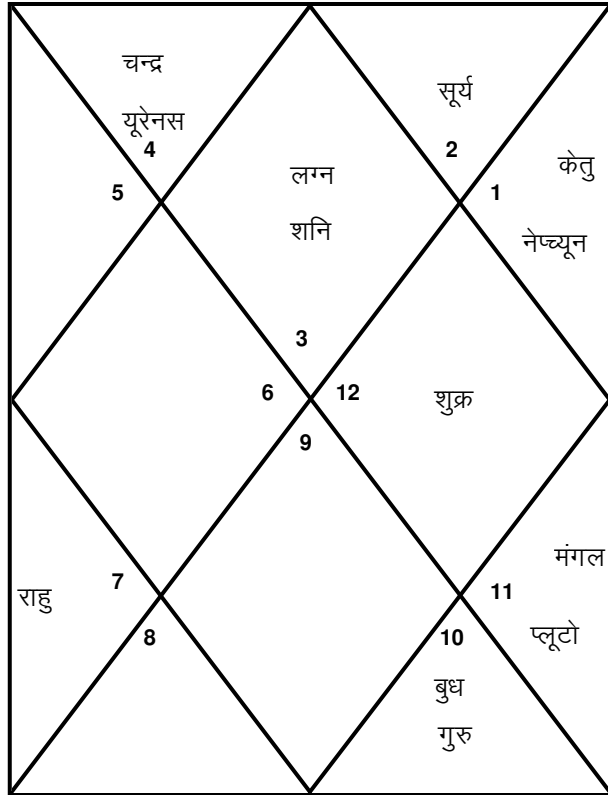 चन्द्र
यूरेनस
4
5
लग्न
शनि
3
सूर्य
2
केतु
1
नेप्च्यून
6
12
9
शुक्र
राहु
7
8
मंगल
11
प्लूटो
10
बुध
गुरु